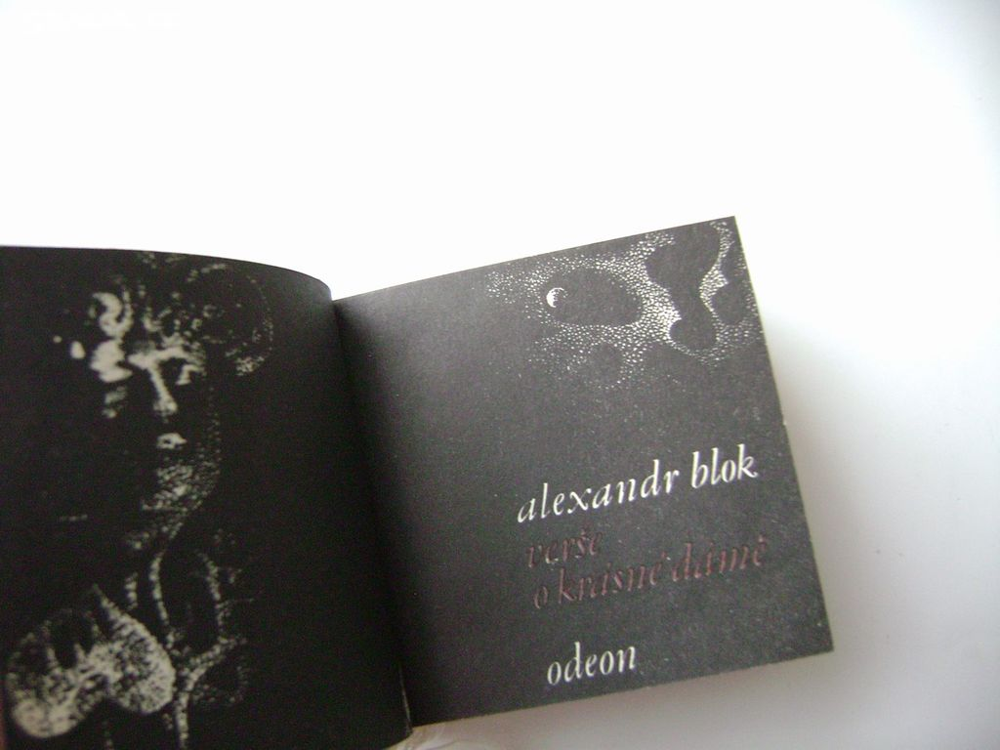 alexandr blok
verše
o krásné dámě
odeon